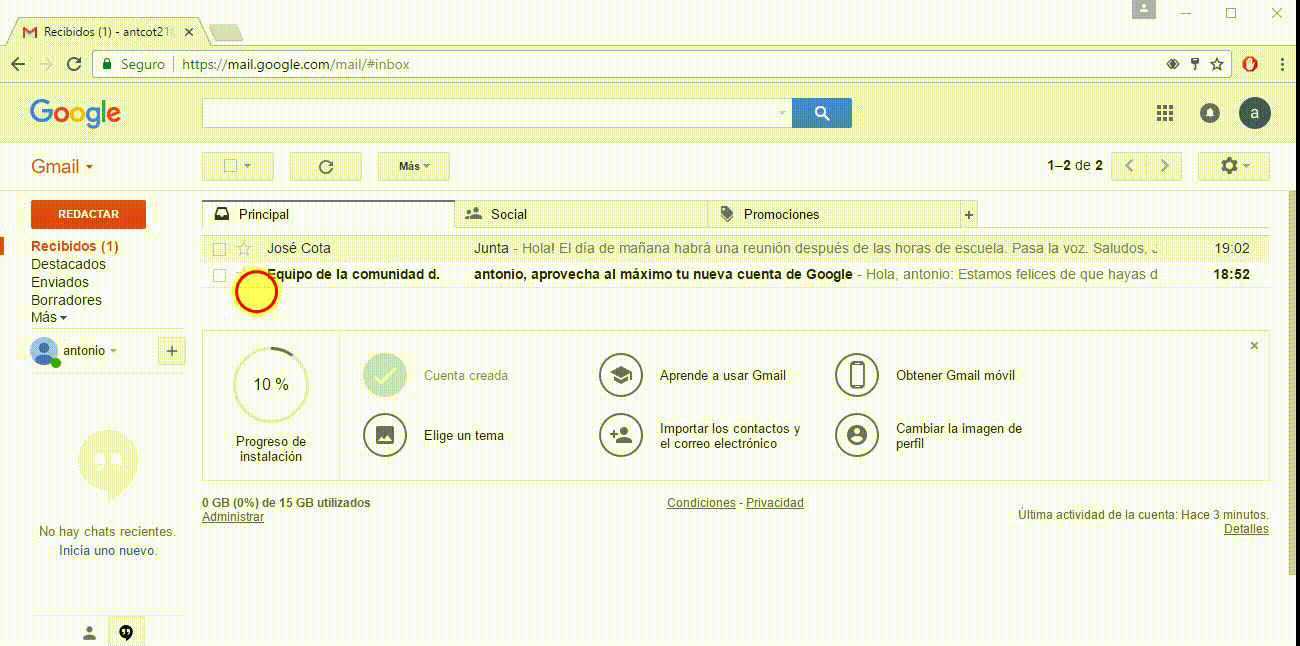 Recibidos (1) - antcot210
Seguro https://mail.google.com/mail/#inbox
Google
a
Gmail
Más
1–2 de 2
REDACTAR
Principal
Social
Promociones
+
Recibidos (1)
Destacados
Enviados
Borradores
Más
José Cota Junta - Hola! El día de mañana habrá una reunión después de las horas de escuela. Pasa la voz. Saludos, J 19:02
Equipo de la comunidad d. antonio, aprovecha al máximo tu nueva cuenta de Google - Hola, antonio: Estamos felices de que hayas d 18:52
antonio
+
10 %
Progreso de
instalación
Cuenta creada
Aprende a usar Gmail
Obtener Gmail móvil
Elige un tema
Importar los contactos y
el correo electrónico
Cambiar la imagen de
perfil
0 GB (0%) de 15 GB utilizados
Administrar
Condiciones - Privacidad
Última actividad de la cuenta: Hace 3 minutos.
Detalles
No hay chats recientes.
Inicia uno nuevo.